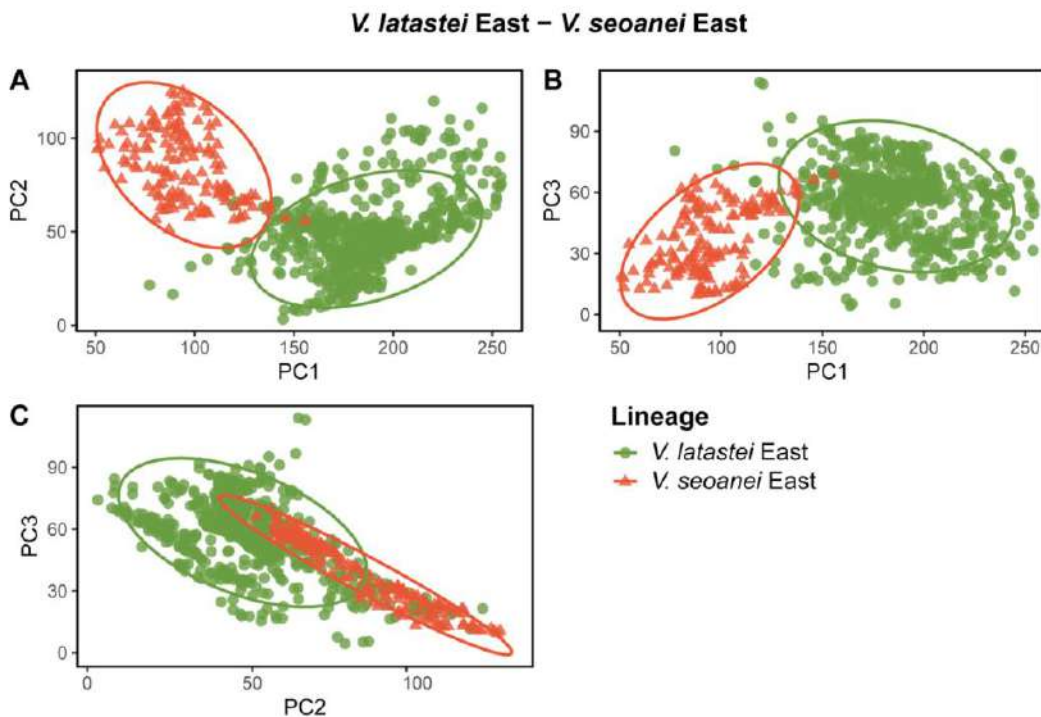 V. latastei East – V. seoanei East
A
PC2
100
50
0
50
100
150
200
250
PC1
B
PC3
90
60
30
0
50
100
150
200
250
PC1
C
PC3
90
60
30
0
0
50
100
PC2
Lineage
V. latastei East
V. seoanei East